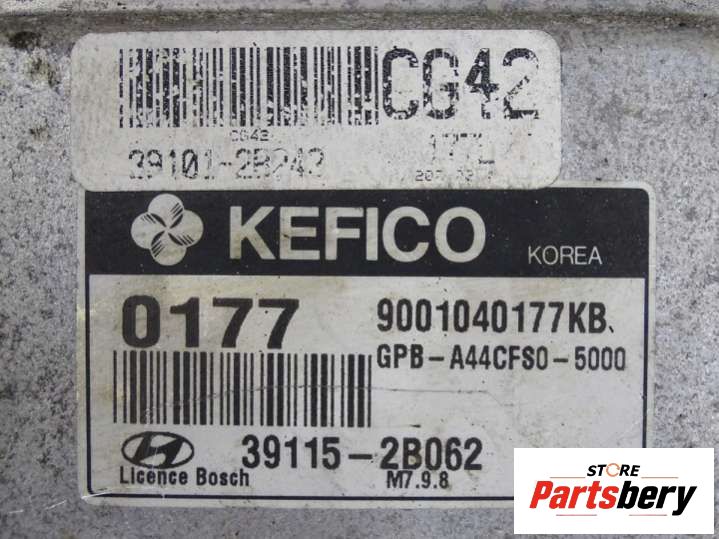 CG42
CG42
39101-2B242
KEFICO
KOREA
0177
9001040177KB
GPB-A44CFS0-5000
39115-2B062
Licence Bosch
M7.9.8
STORE
Partsbery